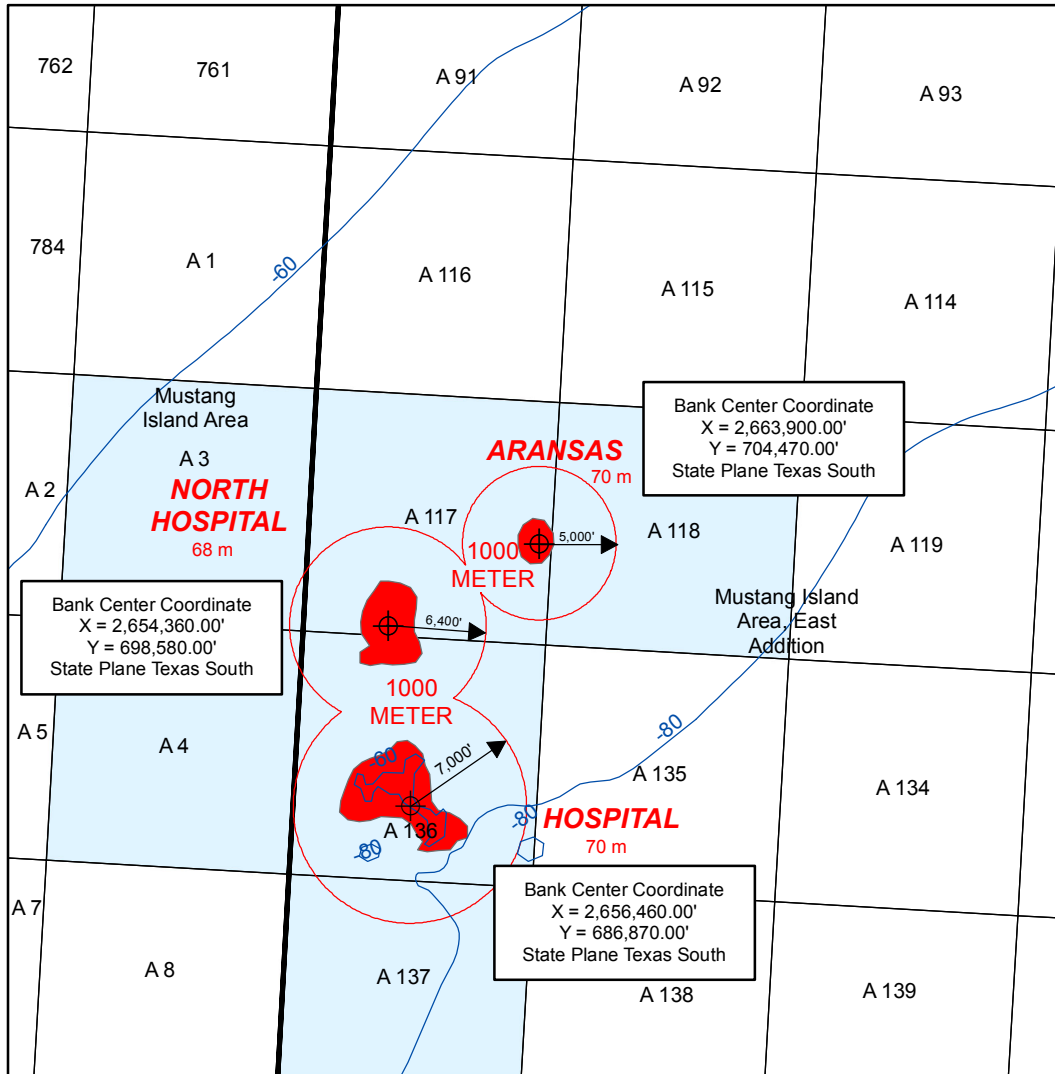 762
761
A 91
A 92
A 93
784
A 1
-60
A 116
A 115
A 114
Mustang
Island Area
A 3
A 2
NORTH
HOSPITAL
68 m
ARANSAS
70 m
Bank Center Coordinate
X = 2,663,900.00'
Y = 704,470.00'
State Plane Texas South
A 117
1000
METER
5,000'
A 118
A 119
Bank Center Coordinate
X = 2,654,360.00'
Y = 698,580.00'
State Plane Texas South
6,400'
Mustang Island
Area, East
Addition
1000
METER
A 5
A 4
-80
-60
7,000'
A 135
A 134
A 136
-80
-80
HOSPITAL
70 m
Bank Center Coordinate
X = 2,656,460.00'
Y = 686,870.00'
State Plane Texas South
A 7
A 8
A 137
A 138
A 139